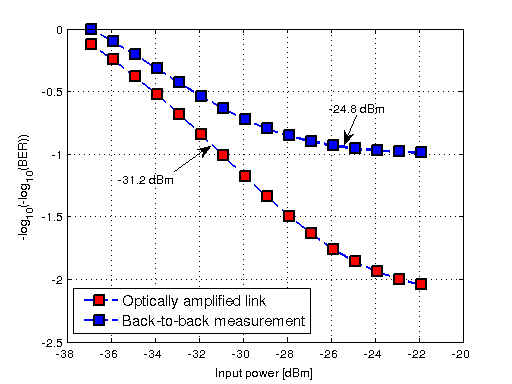 0
-0.5
-1
-1.5
-2
-2.5
-log10(-log10(BER))
-24.8 dBm
-31.2 dBm
Optically amplified link
Back-to-back measurement
-38 -36 -34 -32 -30 -28 -26 -24 -22 -20
Input power [dBm]